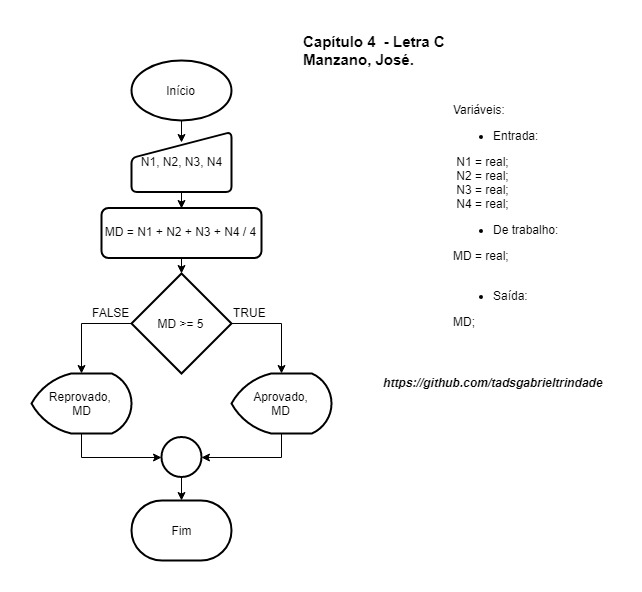 Capítulo 4 - Letra C
Manzano, José.
Início
N1, N2, N3, N4
MD = N1 + N2 + N3 + N4 / 4
FALSE
MD >= 5
TRUE
Reprovado,
MD
Aprovado,
MD
Fim
Variáveis:
• Entrada:
N1 = real;
N2 = real;
N3 = real;
N4 = real;
• De trabalho:
MD = real;
• Saída:
MD;
https://github.com/tadsgabrieltrindade